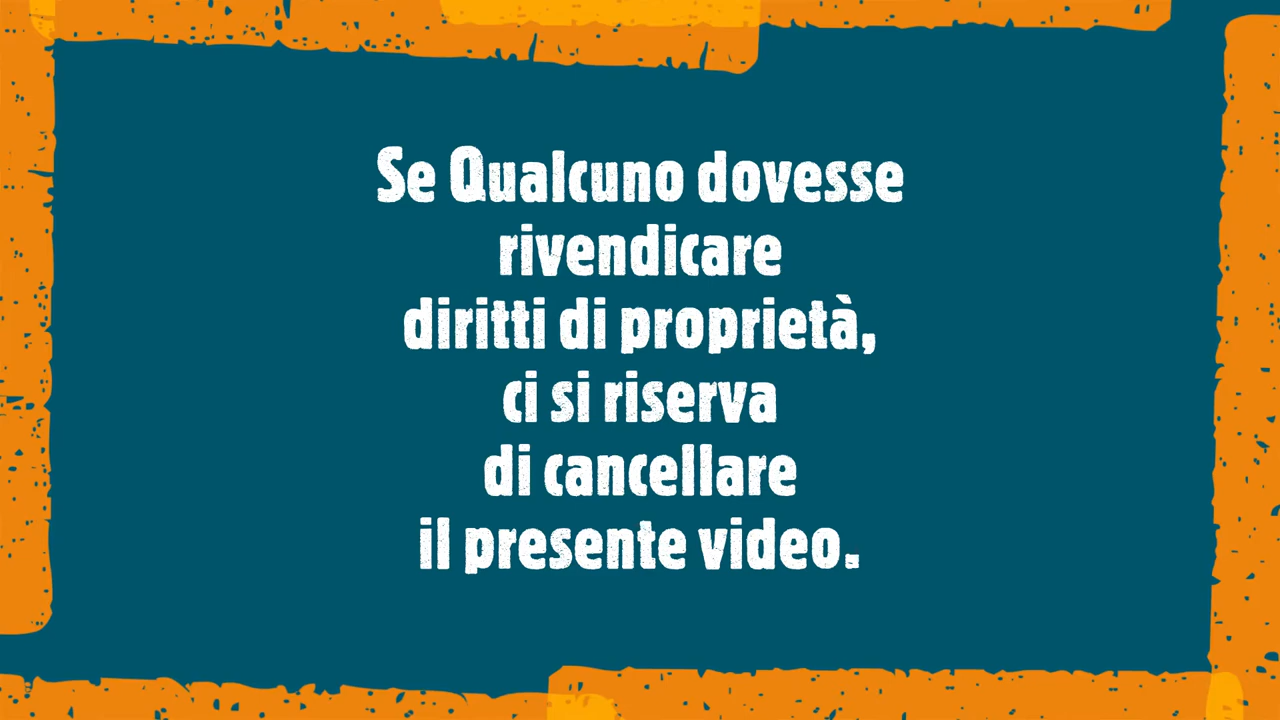 Se Qualcuno dovesse
rivendicare
diritti di proprietà,
ci si riserva
di cancellare
il presente video.